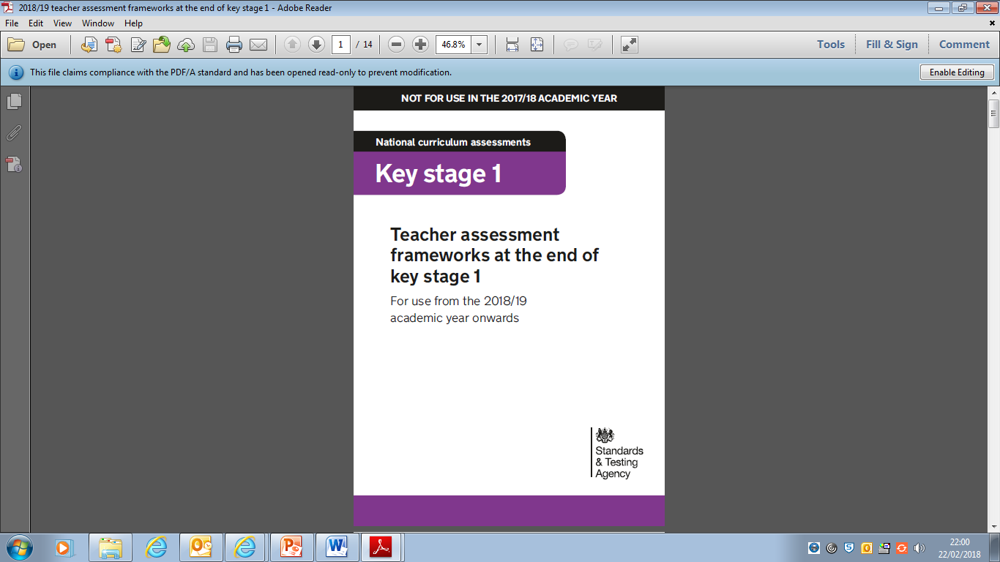 2018/19 teacher assessment frameworks at the end of key stage 1 - Adobe Reader
File Edit View Window Help
Open 1 / 14 46.8% Tools Fill & Sign Comment
This file claims compliance with the PDF/A standard and has been opened read-only to prevent modification. Enable Editing
NOT FOR USE IN THE 2017/18 ACADEMIC YEAR
National curriculum assessments
Key stage 1
Teacher assessment
frameworks at the end of
key stage 1
For use from the 2018/19
academic year onwards
Standards
& Testing
Agency
22:00
22/02/2018